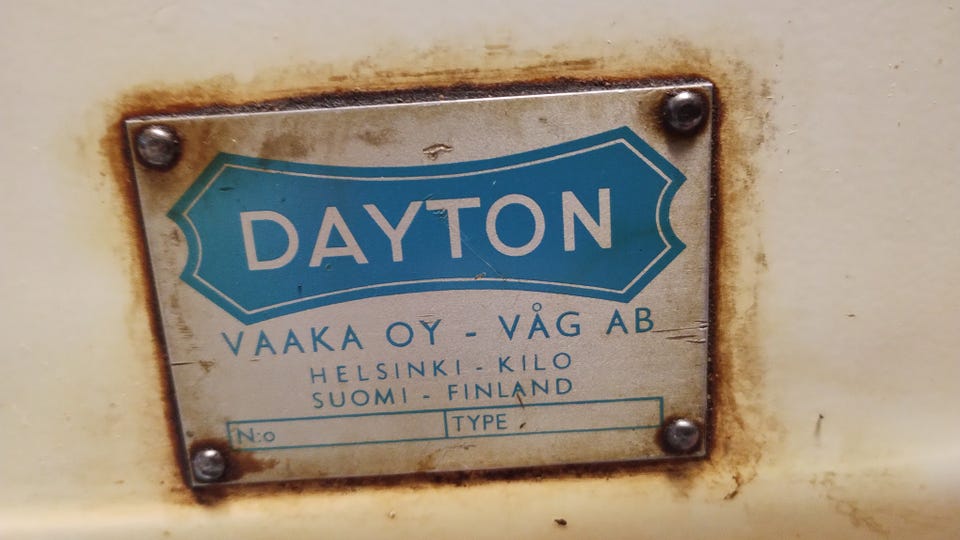 DAYTON
VAAKA OY - VÅG AB
HELSINKI - KILO
SUOMI - FINLAND
N:o TYPE